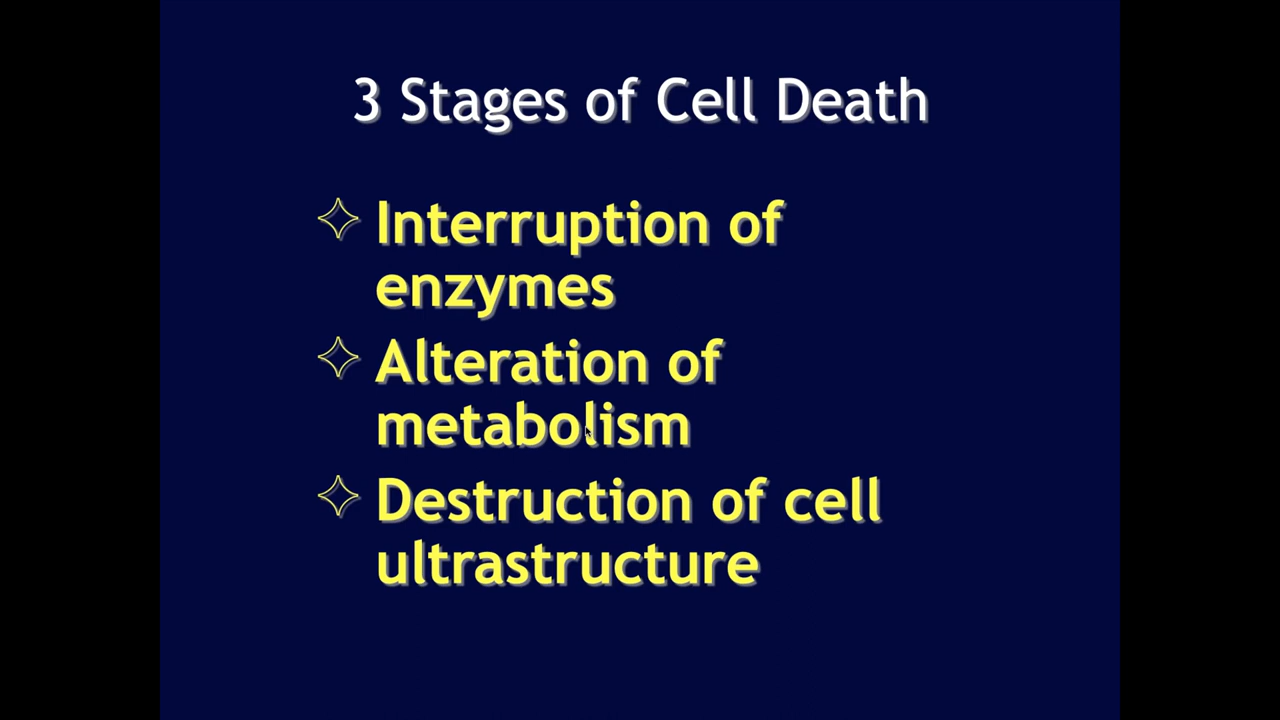 3 Stages of Cell Death
Interruption of
enzymes
Alteration of
metabolism
Destruction of cell
ultrastructure